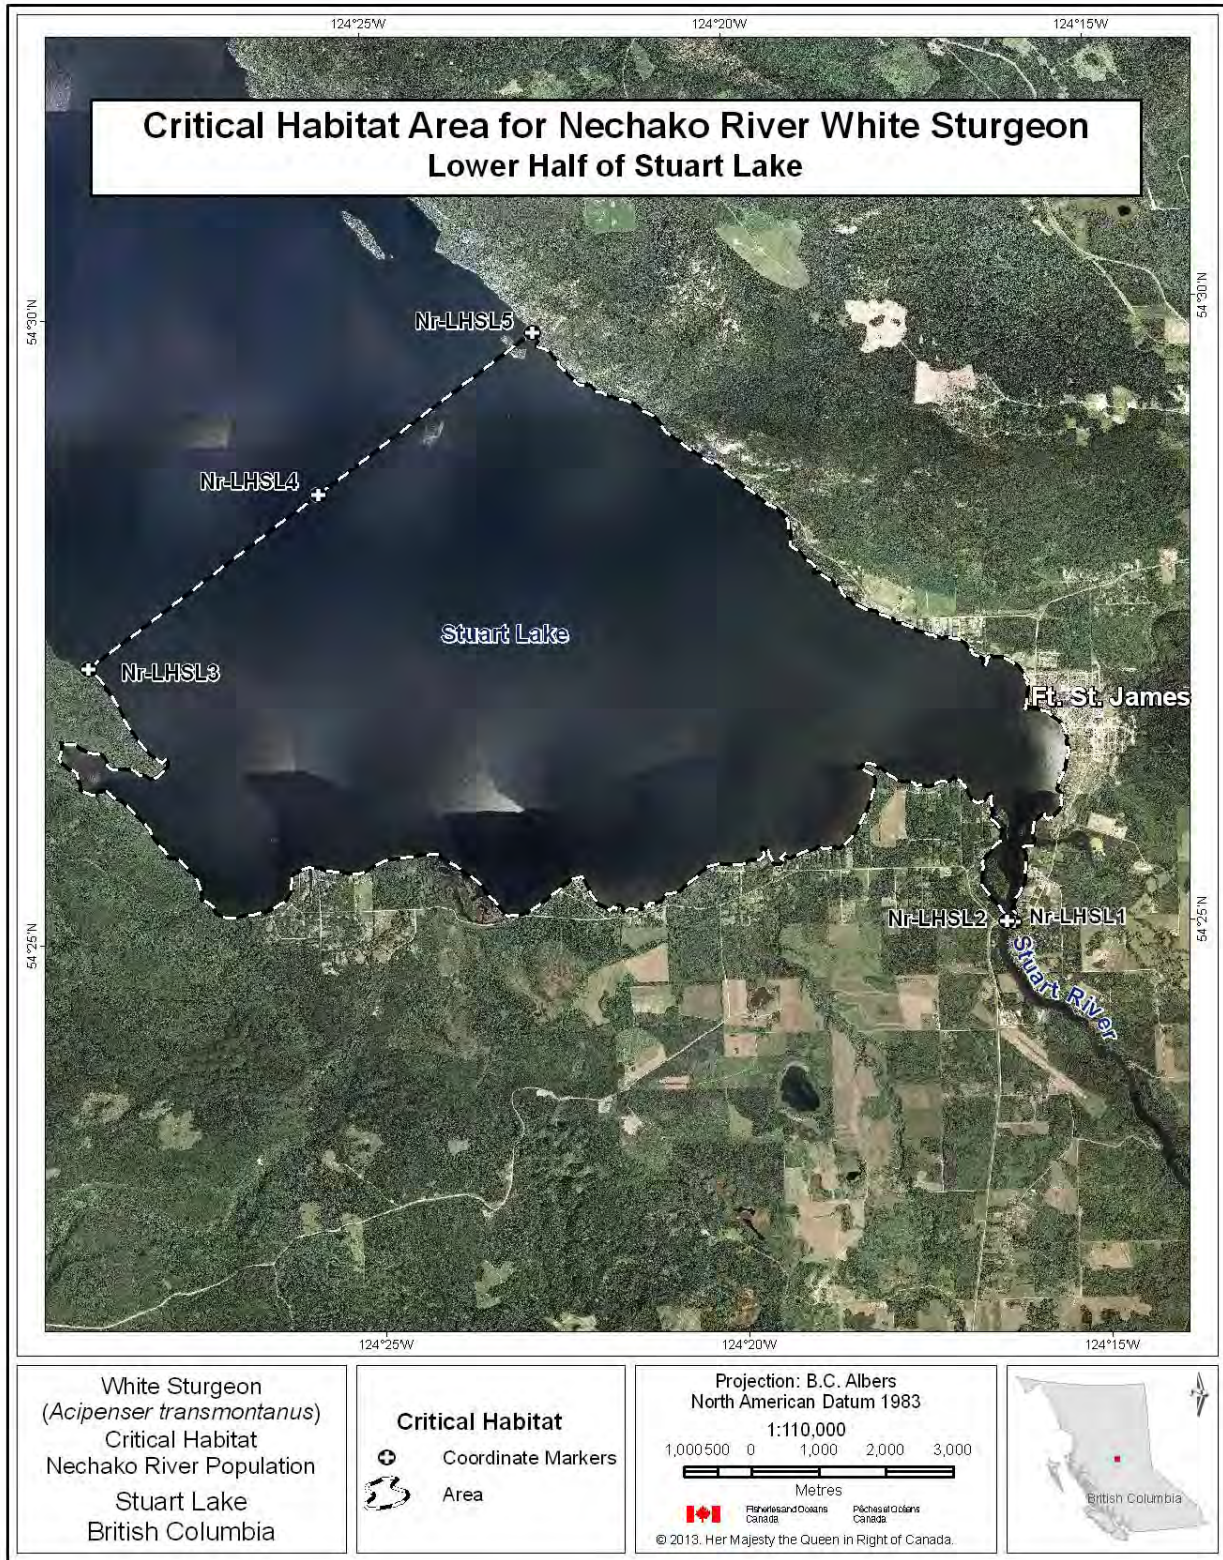 124°25'W
124°20'W
124°15'W
Critical Habitat Area for Nechako River White Sturgeon
Lower Half of Stuart Lake
54°30'N
54°30'N
Nr-LHSL5
Nr-LHSL4
Stuart Lake
Nr-LHSL3
Ft. St. James
Nr-LHSL2
Nr-LHSL1
54°25'N
54°25'N
Stuart River
124°25'W
124°20'W
124°15'W
White Sturgeon
(Acipenser transmontanus)
Critical Habitat
Nechako River Population
Stuart Lake
British Columbia
Critical Habitat
Coordinate Markers
Area
Projection: B.C. Albers
North American Datum 1983
1:110,000
1,000 500 0 1,000 2,000 3,000
Metres
Fisheries and Oceans
Canada
Pêches et Océans
Canada
© 2013. Her Majesty the Queen in Right of Canada.
British Columbia